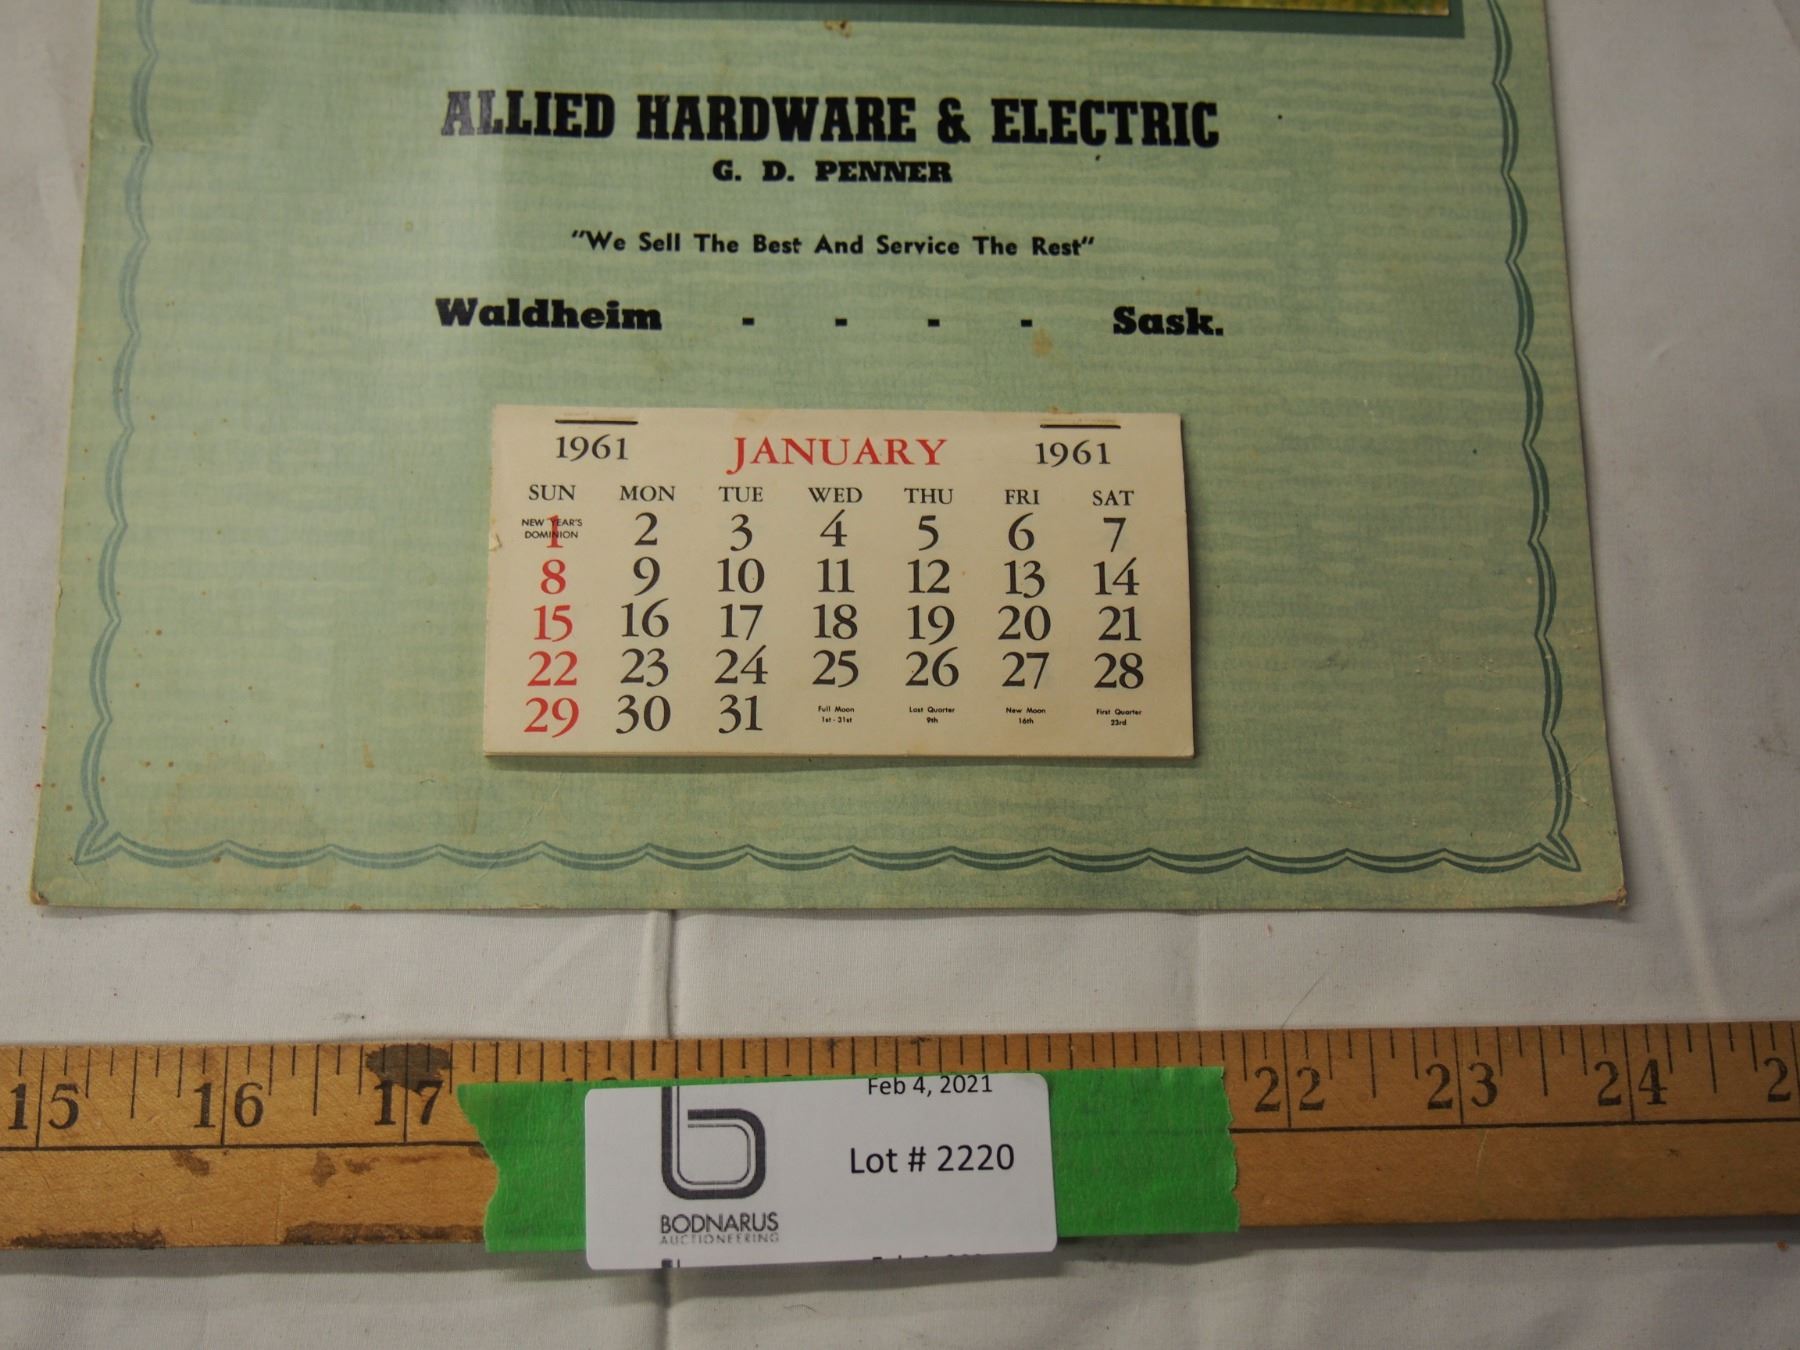 ALLIED HARDWARE & ELECTRIC
G. D. PENNER
"We Sell The Best And Service The Rest"
Waldheim - - - - Sask.
1961 JANUARY 1961
SUN MON TUE WED THU FRI SAT
NEW YEAR'S
DOMINION
1 2 3 4 5 6 7
8 9 10 11 12 13 14
15 16 17 18 19 20 21
22 23 24 25 26 27 28
29 30 31
Full Moon Last Quarter New Moon First Quarter
1st - 31st 9th 16th 23rd
15 16 17 22 23 24
Feb 4, 2021
Lot # 2220
BODNARUS
AUCTIONEERING